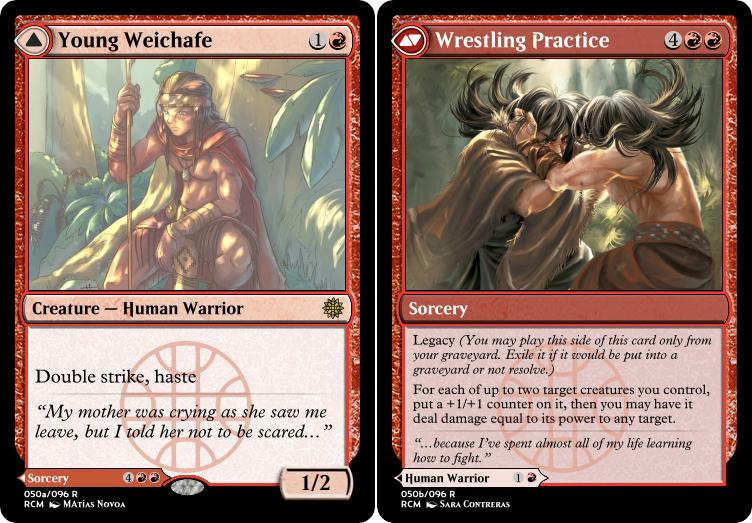 Young Weichafe 1
Creature — Human Warrior
Double strike, haste
“My mother was crying as she saw me
leave, but I told her not to be scared…”
Sorcery 4
1/2
050a/096 R
RCM MAtías Novoa
Wrestling Practice 4
Sorcery
Legacy (You may play this side of this card only from
your graveyard. Exile it if it would be put into a
graveyard or not resolve.)
For each of up to two target creatures you control,
put a +1/+1 counter on it, then you may have it
deal damage equal to its power to any target.
“…because I’ve spent almost all of my life learning
how to fight.”
Human Warrior 1
050b/096 R
RCM Sara Contreras